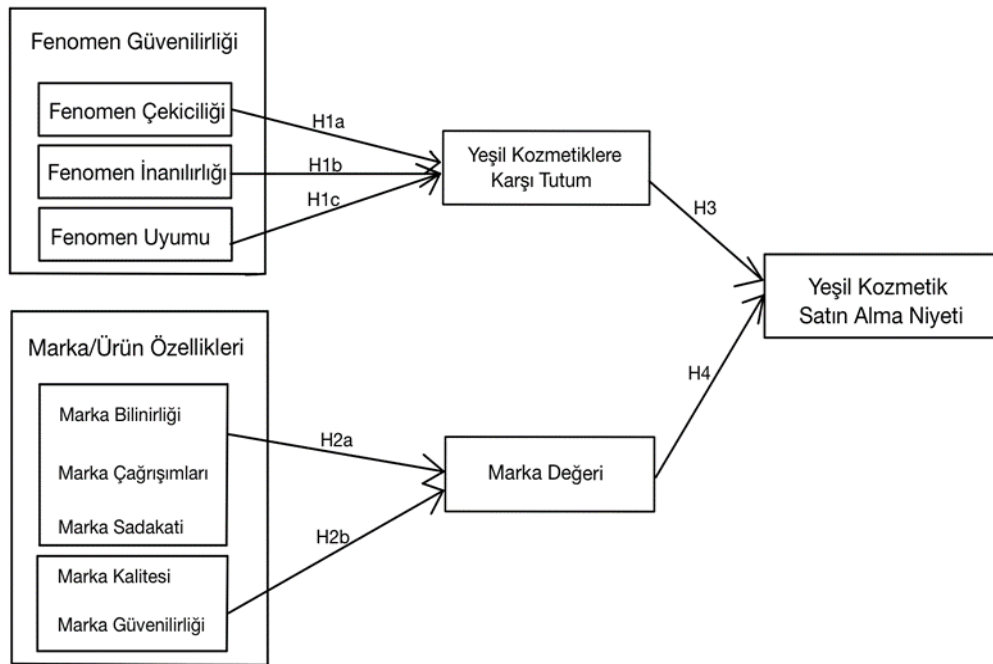 Fenomen Güvenilirliği
Fenomen Çekiciliği
Fenomen İnanılırlığı
Fenomen Uyumu
H1a
H1b
H1c
Yeşil Kozmetiklere
Karşı Tutum
H3
Yeşil Kozmetik
Satın Alma Niyeti
Marka/Ürün Özellikleri
Marka Bilinirliği
Marka Çağrışımları
Marka Sadakati
Marka Kalitesi
Marka Güvenilirliği
H2a
H2b
Marka Değeri
H4